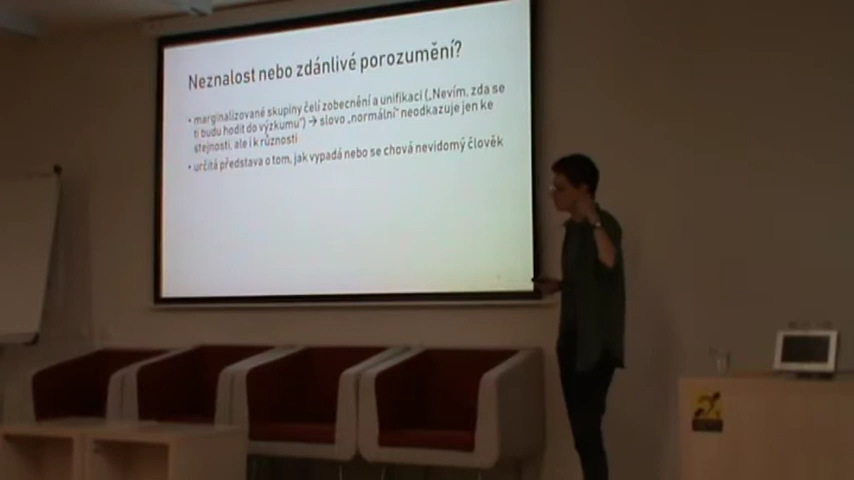 Neznalost nebo zdánlivé porozumění?
• marginalizované skupiny čelí zobecnění a unifikaci („Nevím, zda se
ti budu hodit do výzkumu“) → slovo „normální“ neodkazuje jen ke
stejnosti, ale i k různosti
• určitá představa o tom, jak vypadá nebo se chová nevidomý člověk